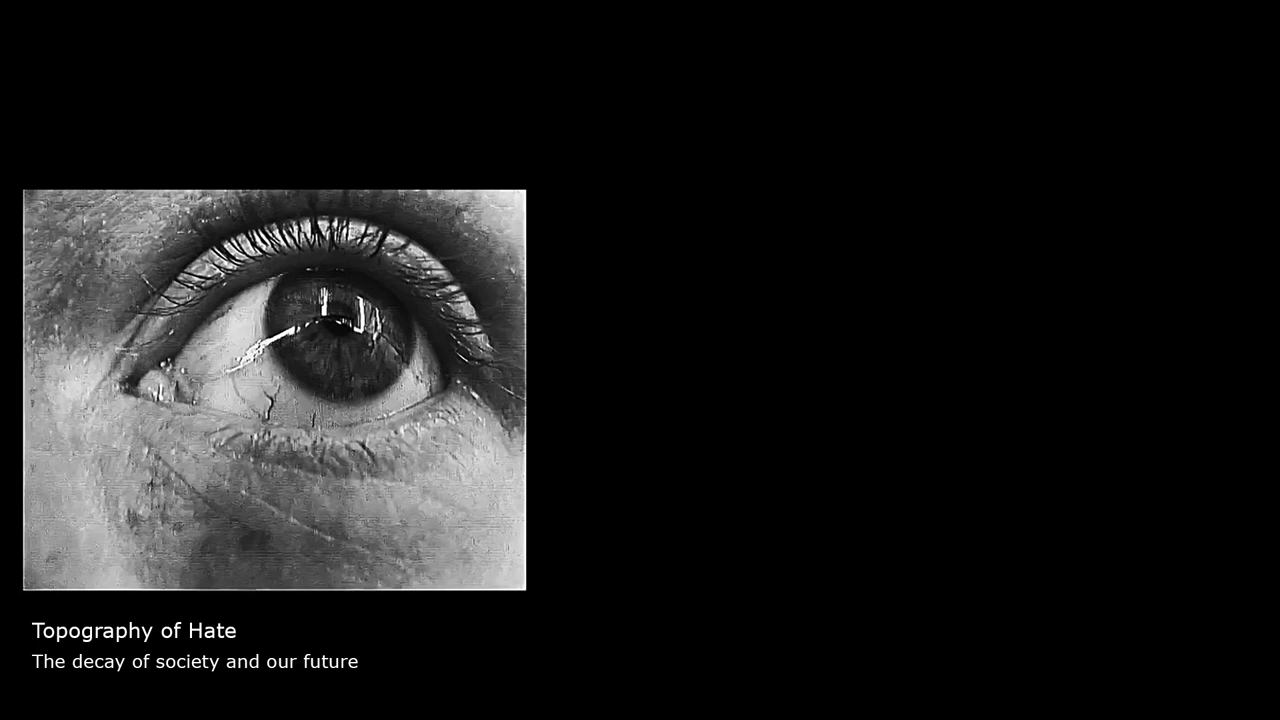 Topography of Hate
The decay of society and our future